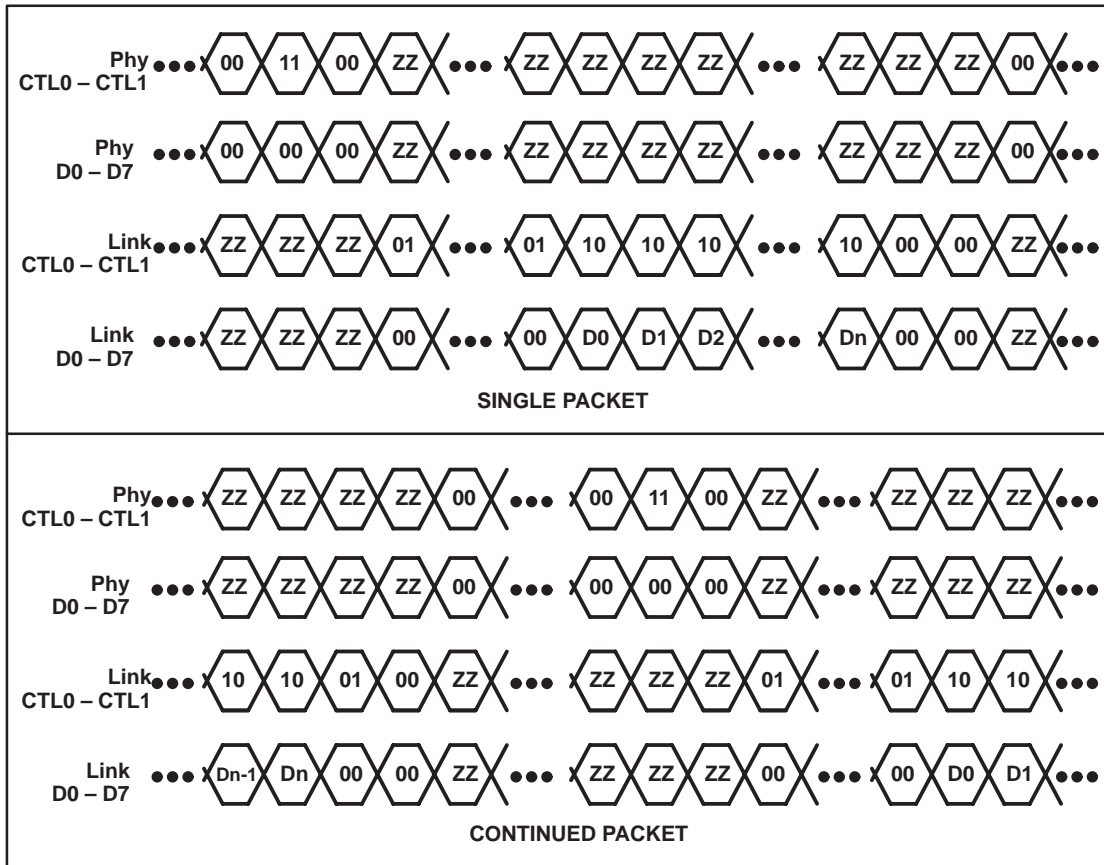 Phy
CTL0 – CTL1
00 11 00 ZZ ZZ ZZ ZZ ZZ ZZ ZZ ZZ 00
Phy
D0 – D7
00 00 00 ZZ ZZ ZZ ZZ ZZ ZZ ZZ ZZ 00
Link
CTL0 – CTL1
ZZ ZZ ZZ 01 01 10 10 10 10 00 00 ZZ
Link
D0 – D7
ZZ ZZ ZZ 00 00 D0 D1 D2 Dn 00 00 ZZ
SINGLE PACKET
Phy
CTL0 – CTL1
ZZ ZZ ZZ ZZ 00 00 11 00 ZZ ZZ ZZ ZZ
Phy
D0 – D7
ZZ ZZ ZZ ZZ 00 00 00 00 ZZ ZZ ZZ ZZ
Link
CTL0 – CTL1
10 10 01 00 ZZ ZZ ZZ ZZ 01 01 10 10
Link
D0 – D7
Dn-1 Dn 00 00 ZZ ZZ ZZ ZZ 00 00 D0 D1
CONTINUED PACKET